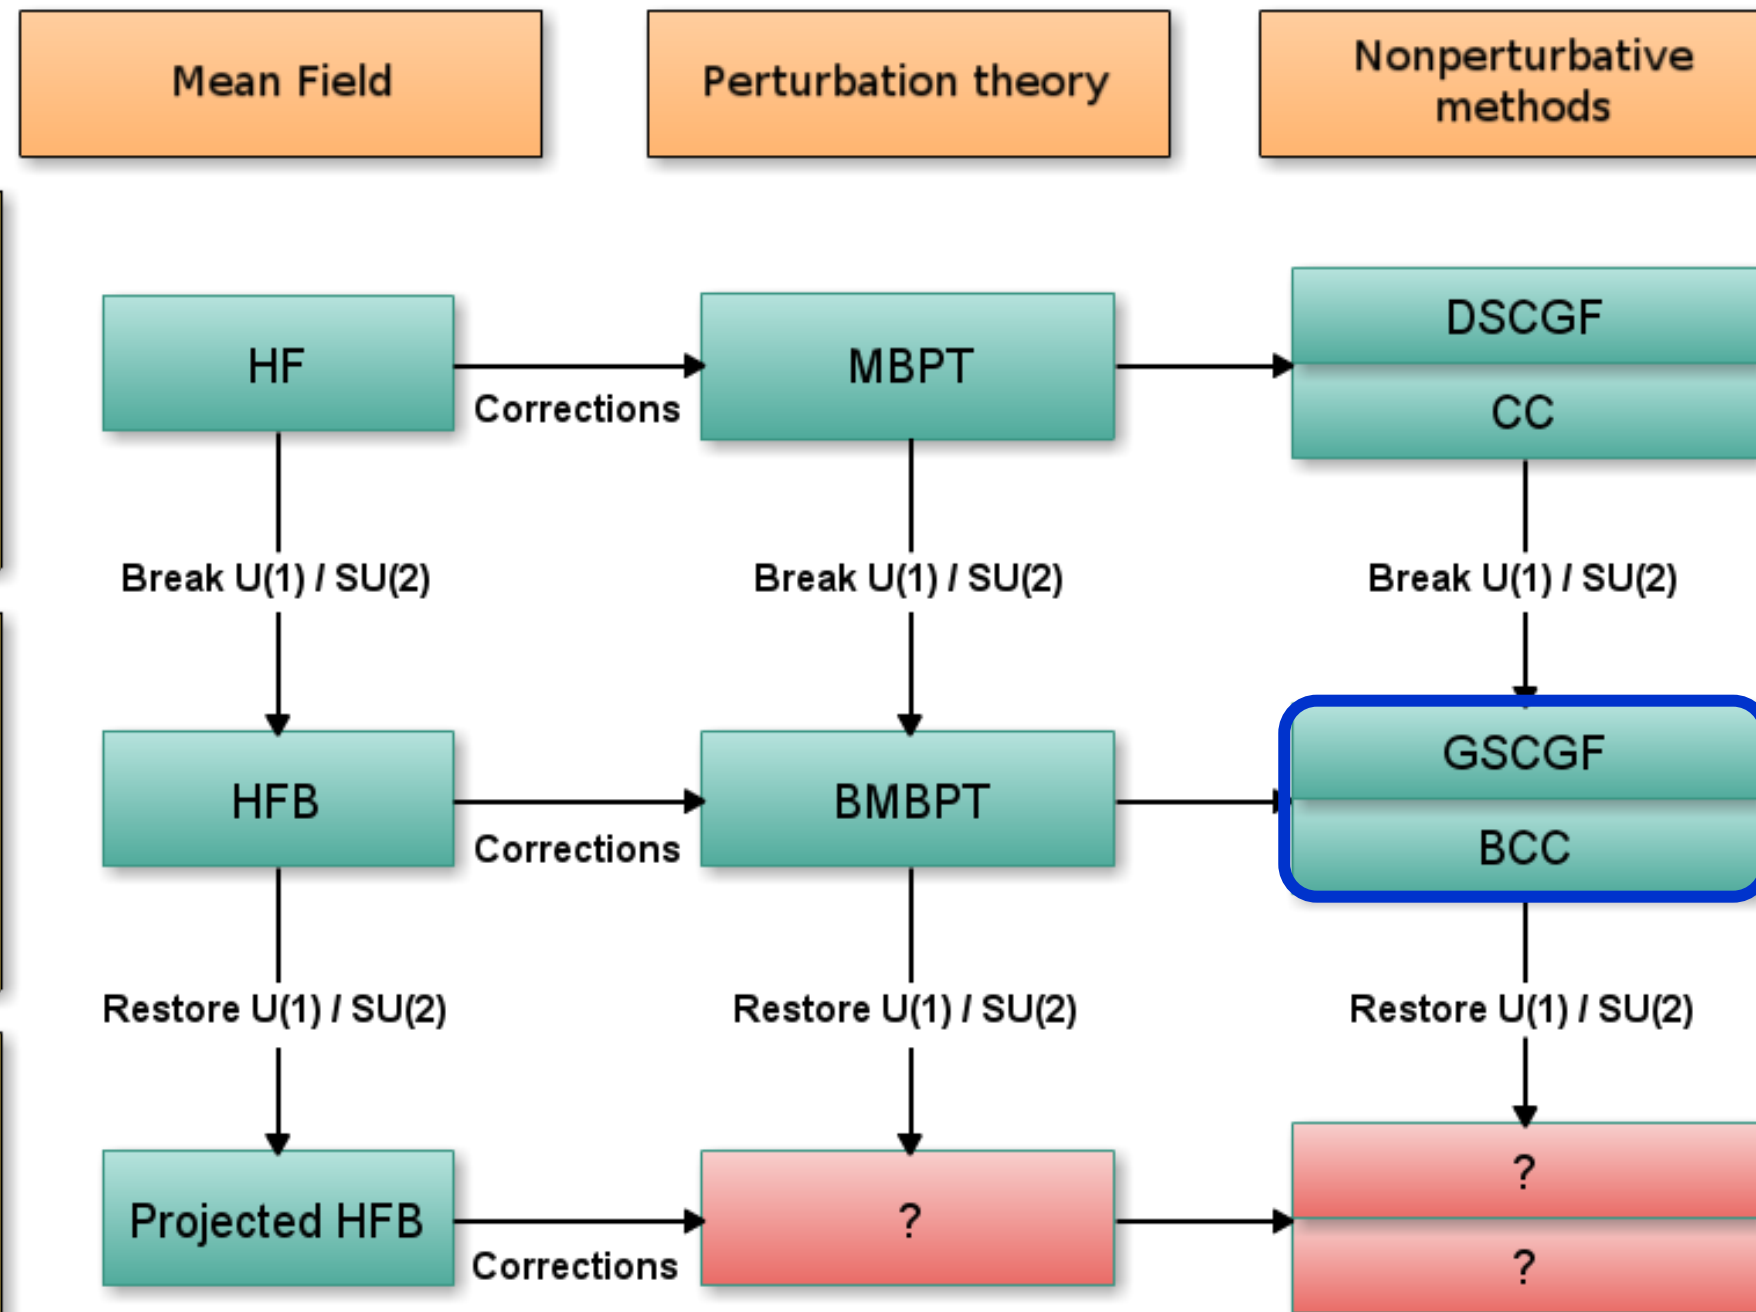 Mean Field
Perturbation theory
Nonperturbative
methods
HF
Corrections
MBPT
DSCGF
CC
Break U(1) / SU(2)
Break U(1) / SU(2)
Break U(1) / SU(2)
HFB
Corrections
BMBPT
GSCGF
BCC
Restore U(1) / SU(2)
Restore U(1) / SU(2)
Restore U(1) / SU(2)
Projected HFB
Corrections
?
?
?